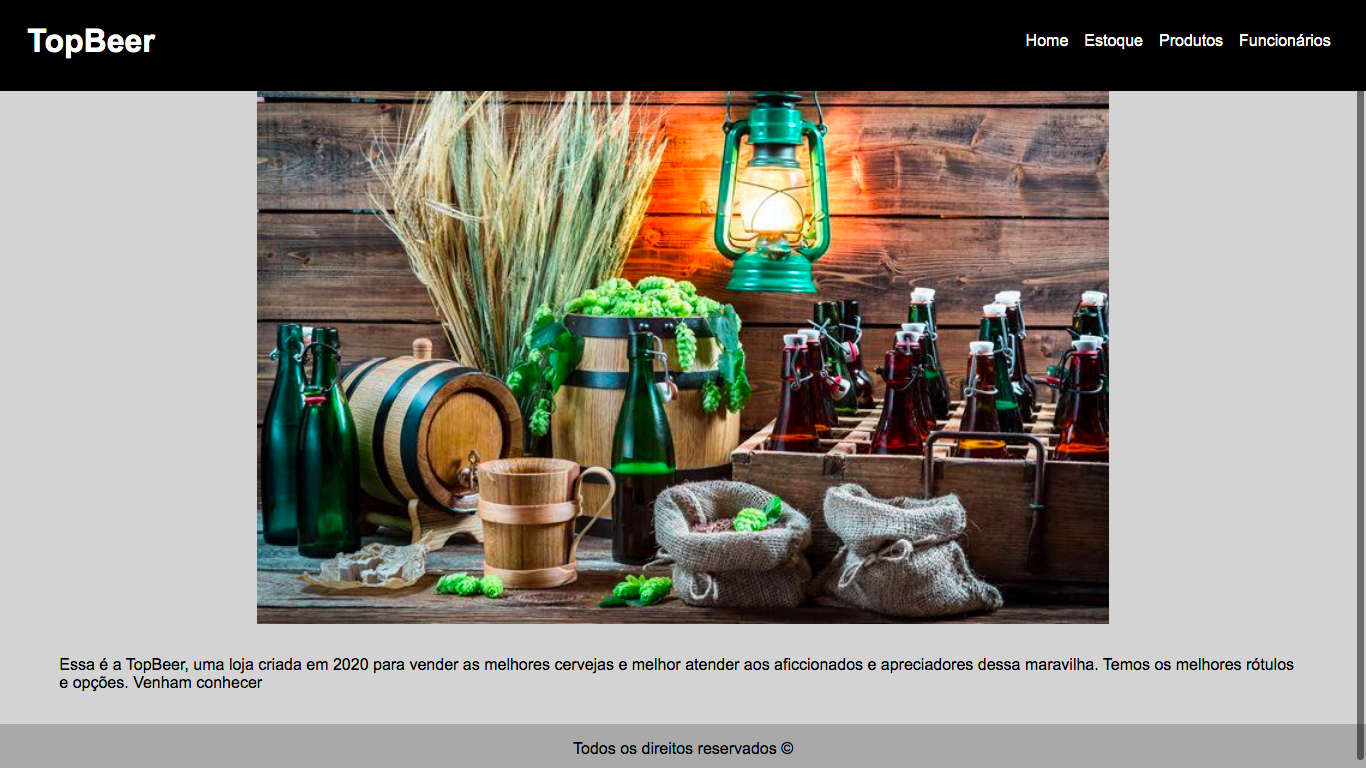 TopBeer
Home Estoque Produtos Funcionários
Essa é a TopBeer, uma loja criada em 2020 para vender as melhores cervejas e melhor atender aos aficcionados e apreciadores dessa maravilha. Temos os melhores rótulos
e opções. Venham conhecer
Todos os direitos reservados ©